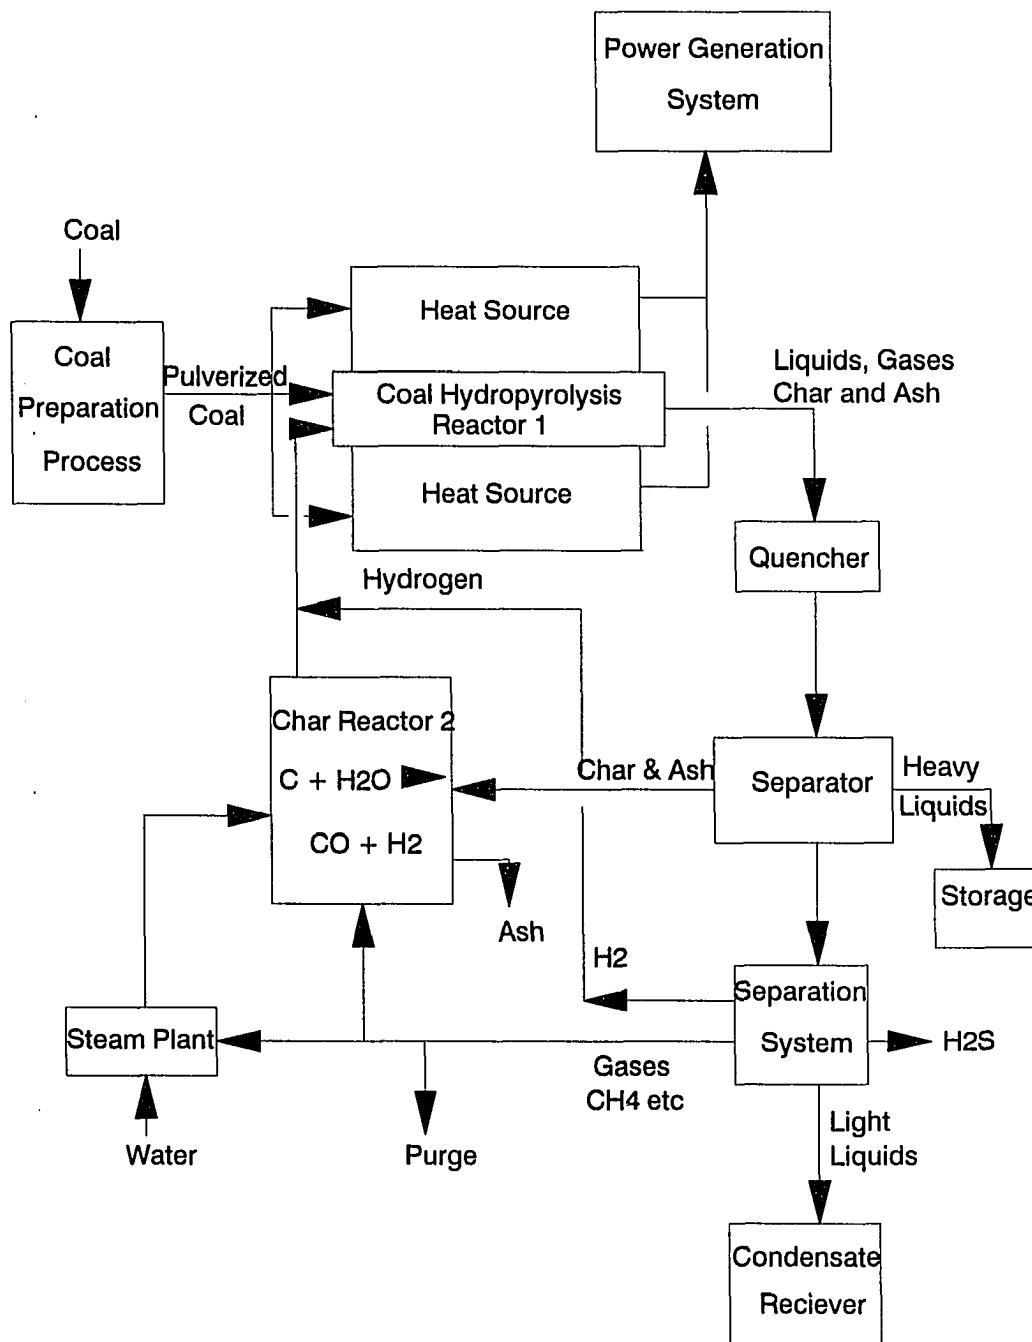 Power Generation
System
Coal
Heat Source
Coal
Preparation
Process
Pulverized
Coal
Coal Hydropyrolysis
Reactor 1
Liquids, Gases
Char and Ash
Heat Source
Quencher
Hydrogen
Char Reactor 2
C + H2O
CO + H2
Char & Ash
Separator
Heavy
Liquids
Storage
Ash
H2
Separation
System
Steam Plant
H2S
Gases
CH4 etc
Water
Purge
Light
Liquids
Condensate
Reciever